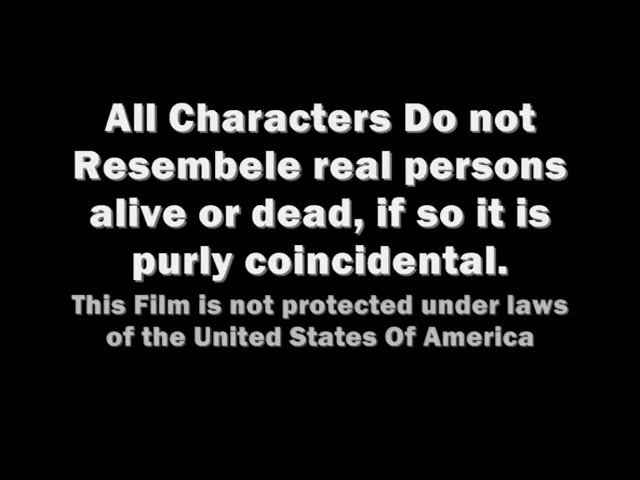 All Characters Do not
Resembele real persons
alive or dead, if so it is
purly coincidental.
This Film is not protected under laws
of the United States Of America